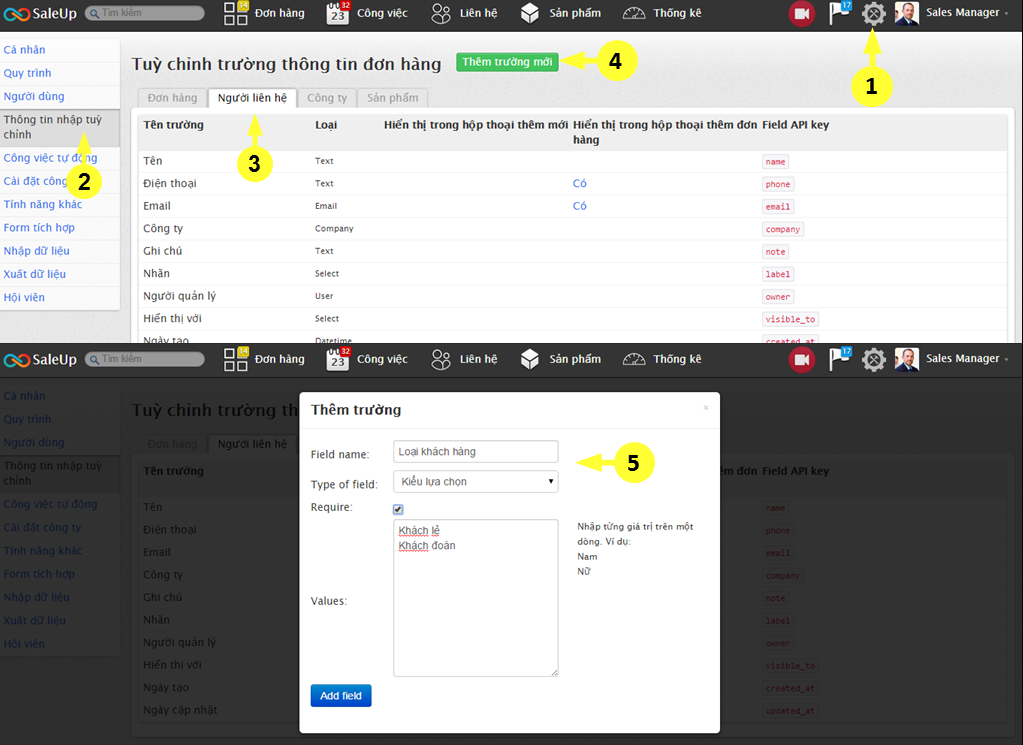 SaleUp Tìm kiếm 14 Đơn hàng 32 23 Công việc Liên hệ Sản phẩm Thống kê 17 Sales Manager
1
Cá nhân
Quy trình
Người dùng
Thông tin nhập tuỳ
chỉnh
Công việc tự động
Cài đặt công
Tính năng khác
Form tích hợp
Nhập dữ liệu
Xuất dữ liệu
Hội viên
2
Tuỳ chỉnh trường thông tin đơn hàng Thêm trường mới 4
Đơn hàng Người liên hệ Công ty Sản phẩm
3
Tên trường Loại Hiển thị trong hộp thoại thêm mới Hiển thị trong hộp thoại thêm đơn Field API key
hàng
Tên Text name
Điện thoại Text Có phone
Email Email Có email
Công ty Company company
Ghi chú Text note
Nhãn Select label
Người quản lý User owner
Hiển thị với Select visible_to
Ngày tạo Datetime created_at
SaleUp Tìm kiếm 14 Đơn hàng 32 23 Công việc Liên hệ Sản phẩm Thống kê 17 Sales Manager
Cá nhân
Quy trình
Người dùng
Thông tin nhập tuỳ
chỉnh
Công việc tự động
Cài đặt công ty
Tính năng khác
Form tích hợp
Nhập dữ liệu
Xuất dữ liệu
Hội viên
Tuỳ chỉnh trường th
Đơn hàng Người liên hệ
Tên trường
Tên
Điện thoại
Email
Công ty
Ghi chú
Nhãn
Người quản lý
Hiển thị với
Ngày tạo
Ngày cập nhật
Thêm trường ×
Field name: Loại khách hàng
5
Type of field: Kiểu lựa chọn
Require:
Values:
Khách lẻ
Khách đoàn
Nhập từng giá trị trên một
dòng. Ví dụ:
Nam
Nữ
Add field
êm đơn Field API key
name
phone
email
company
note
label
owner
visible_to
created_at
updated_at